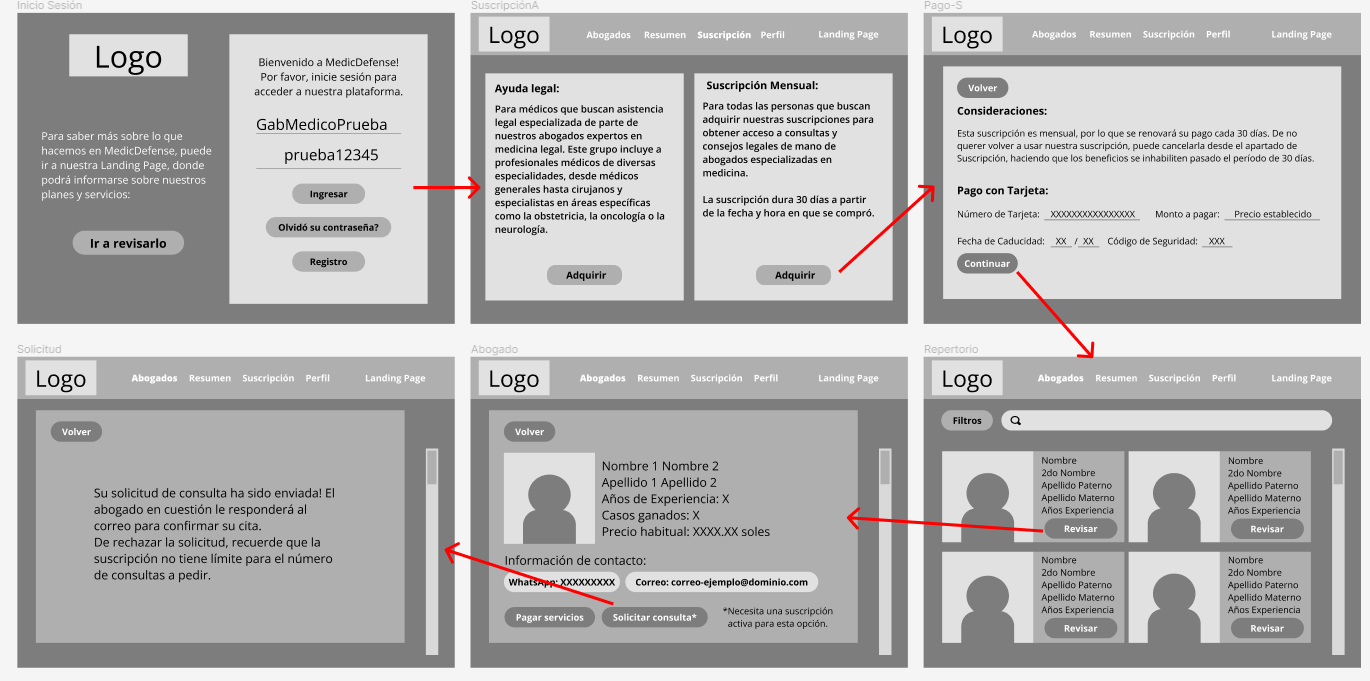 Inicio Sesión
Logo
Para saber más sobre lo que
hacemos en MedicDefense, puede
ir a nuestra Landing Page, donde
podrá informarse sobre nuestros
planes y servicios:
Ir a revisarlo
Bienvenido a MedicDefense!
Por favor, inicie sesión para
acceder a nuestra plataforma.
GabMedicoPrueba
prueba12345
Ingresar
Olvidó su contraseña?
Registro
SuscripciónA
Logo
Abogados Resumen Suscripción Perfil Landing Page
Ayuda legal:
Para médicos que buscan asistencia
legal especializada de parte de
nuestros abogados expertos en
medicina legal. Este grupo incluye a
profesionales médicos de diversas
especialidades, desde médicos
generales hasta cirujanos y
especialistas en áreas específicas
como la obstetricia, la oncología o la
neurología.
Adquirir
Suscripción Mensual:
Para todas las personas que buscan
adquirir nuestras suscripciones para
obtener acceso a consultas y
consejos legales de mano de
abogados especializadas en
medicina.
La suscripción dura 30 días a partir
de la fecha y hora en que se compró.
Adquirir
Pago-S
Logo
Abogados Resumen Suscripción Perfil Landing Page
Volver
Consideraciones:
Esta suscripción es mensual, por lo que se renovará su pago cada 30 días. De no
querer volver a usar nuestra suscripción, puede cancelarla desde el apartado de
Suscripción, haciendo que los beneficios se inhabiliten pasado el período de 30 días.
Pago con Tarjeta:
Número de Tarjeta: XXXXXXXXXXXXXXXX Monto a pagar: Precio establecido
Fecha de Caducidad: XX / XX Código de Seguridad: XXX
Continuar
Solicitud
Logo
Abogados Resumen Suscripción Perfil Landing Page
Volver
Su solicitud de consulta ha sido enviada! El
abogado en cuestión le responderá al
correo para confirmar su cita.
De rechazar la solicitud, recuerde que la
suscripción no tiene límite para el número
de consultas a pedir.
Abogado
Logo
Abogados Resumen Suscripción Perfil Landing Page
Volver
Nombre 1 Nombre 2
Apellido 1 Apellido 2
Años de Experiencia: X
Casos ganados: X
Precio habitual: XXXX.XX soles
Información de contacto:
WhatsApp: XXXXXXXXX Correo: correo-ejemplo@dominio.com
Pagar servicios Solicitar consulta*
*Necesita una suscripción
activa para esta opción.
Repertorio
Logo
Abogados Resumen Suscripción Perfil Landing Page
Filtros
Nombre
2do Nombre
Apellido Paterno
Apellido Materno
Años Experiencia
Revisar
Nombre
2do Nombre
Apellido Paterno
Apellido Materno
Años Experiencia
Revisar
Nombre
2do Nombre
Apellido Paterno
Apellido Materno
Años Experiencia
Revisar
Nombre
2do Nombre
Apellido Paterno
Apellido Materno
Años Experiencia
Revisar